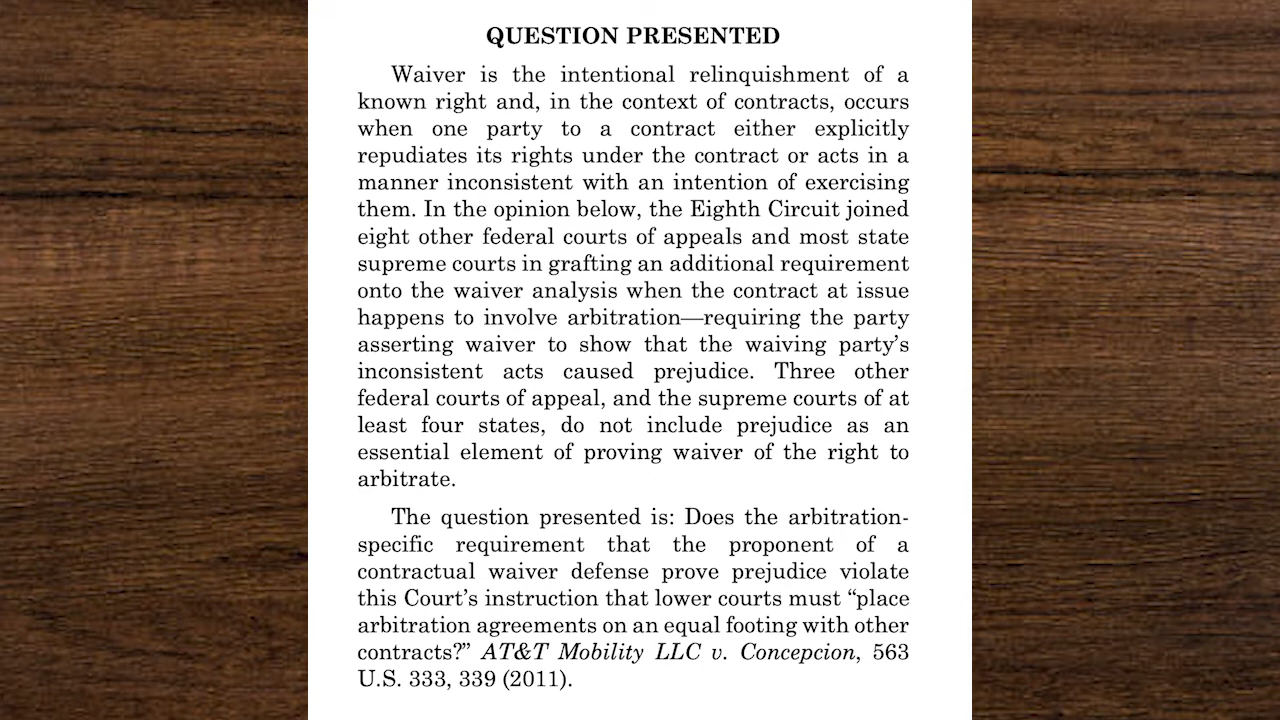 QUESTION PRESENTED
Waiver is the intentional relinquishment of a
known right and, in the context of contracts, occurs
when one party to a contract either explicitly
repudiates its rights under the contract or acts in a
manner inconsistent with an intention of exercising
them. In the opinion below, the Eighth Circuit joined
eight other federal courts of appeals and most state
supreme courts in grafting an additional requirement
onto the waiver analysis when the contract at issue
happens to involve arbitration—requiring the party
asserting waiver to show that the waiving party’s
inconsistent acts caused prejudice. Three other
federal courts of appeal, and the supreme courts of at
least four states, do not include prejudice as an
essential element of proving waiver of the right to
arbitrate.
The question presented is: Does the arbitration-
specific requirement that the proponent of a
contractual waiver defense prove prejudice violate
this Court’s instruction that lower courts must “place
arbitration agreements on an equal footing with other
contracts?” AT&T Mobility LLC v. Concepcion, 563
U.S. 333, 339 (2011).